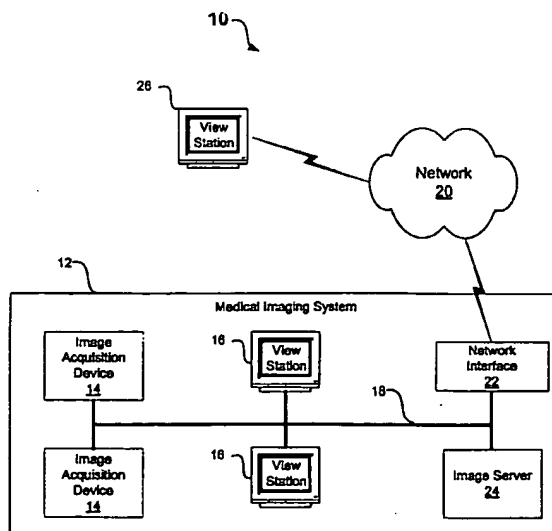 10
26
View
Station
Network
20
12
Medical Imaging System
Image
Acquisition
Device
14
16
View
Station
Network
Interface
22
18
Image
Acquisition
Device
14
16
View
Station
Image Server
24